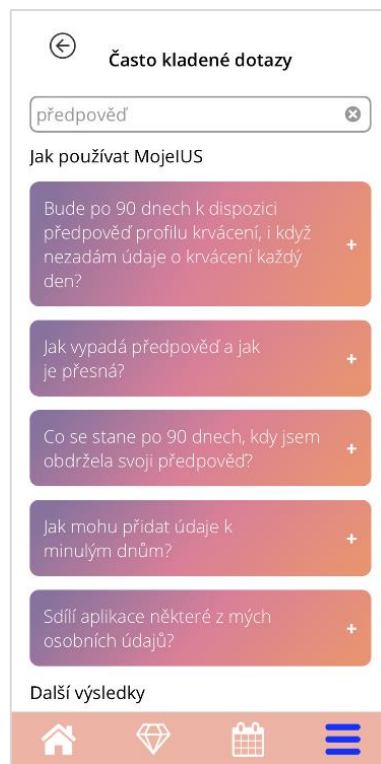 Často kladené dotazy
předpověď
Jak používat MojeIUS
Bude po 90 dnech k dispozici
předpověď profilu krvácení, i když
nezadám údaje o krvácení každý
den?
+
Jak vypadá předpověď a jak
je přesná?
+
Co se stane po 90 dnech, kdy jsem
obdržela svoji předpověď?
+
Jak mohu přidat údaje k
minulým dnům?
+
Sdílí aplikace některé z mých
osobních údajů?
+
Další výsledky